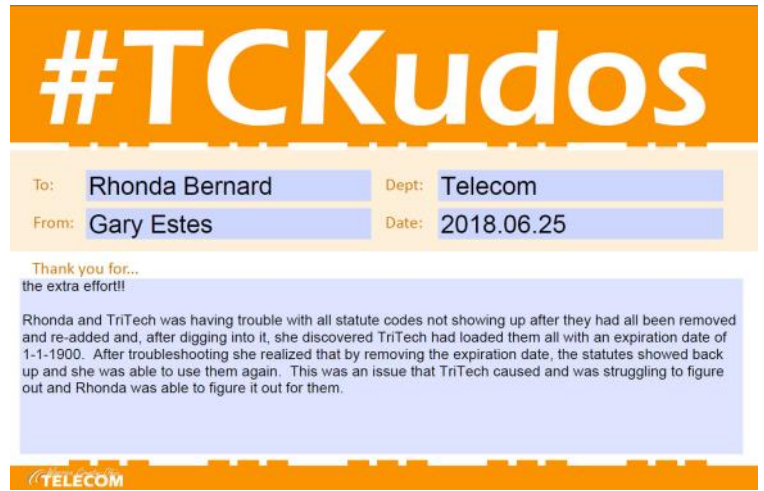 #TCKudos
To: Rhonda Bernard Dept: Telecom
From: Gary Estes Date: 2018.06.25
Thank you for...
the extra effort!!
Rhonda and TriTech was having trouble with all statute codes not showing up after they had all been removed
and re-added and, after digging into it, she discovered TriTech had loaded them all with an expiration date of
1-1-1900.  After troubleshooting she realized that by removing the expiration date, the statutes showed back
up and she was able to use them again.  This was an issue that TriTech caused and was struggling to figure
out and Rhonda was able to figure it out for them.
TELECOM